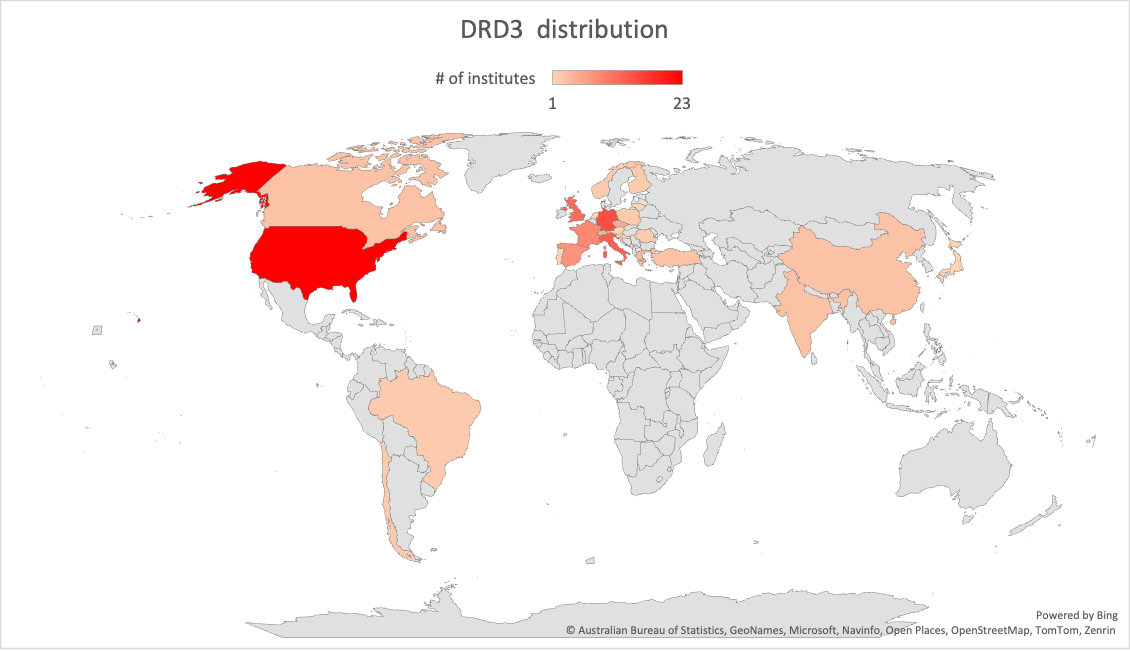 DRD3 distribution
# of institutes
1 23
Powered by Bing
© Australian Bureau of Statistics, GeoNames, Microsoft, Navinfo, Open Places, OpenStreetMap, TomTom, Zenrin